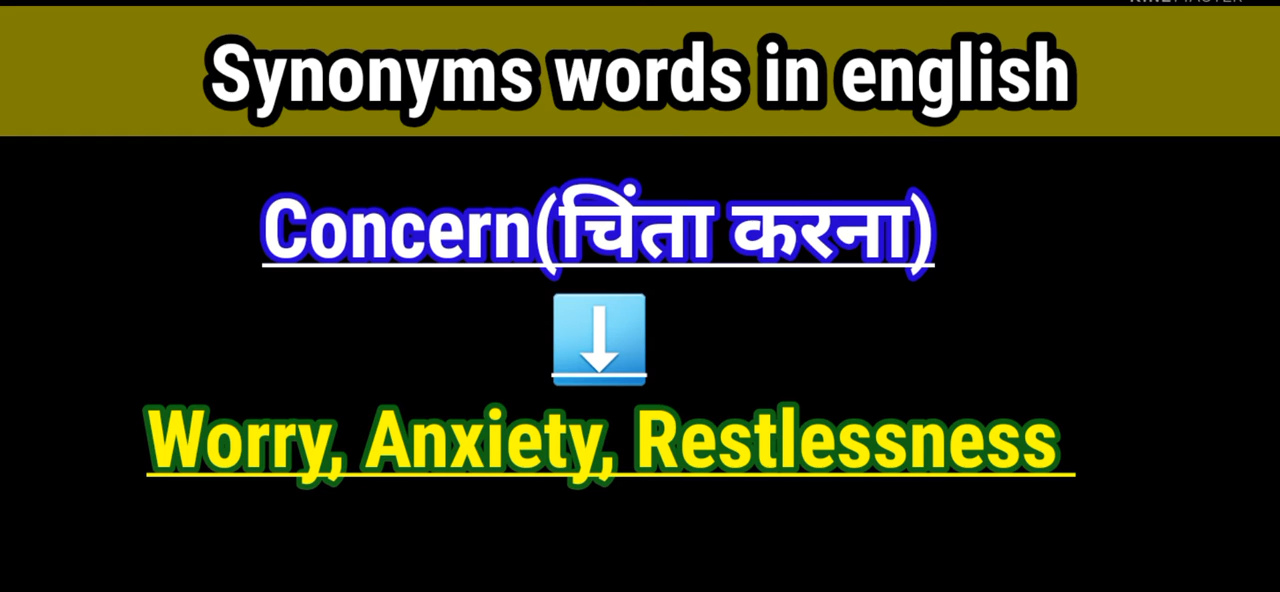 Synonyms words in english
Concern(चिंता करना)
Worry, Anxiety, Restlessness